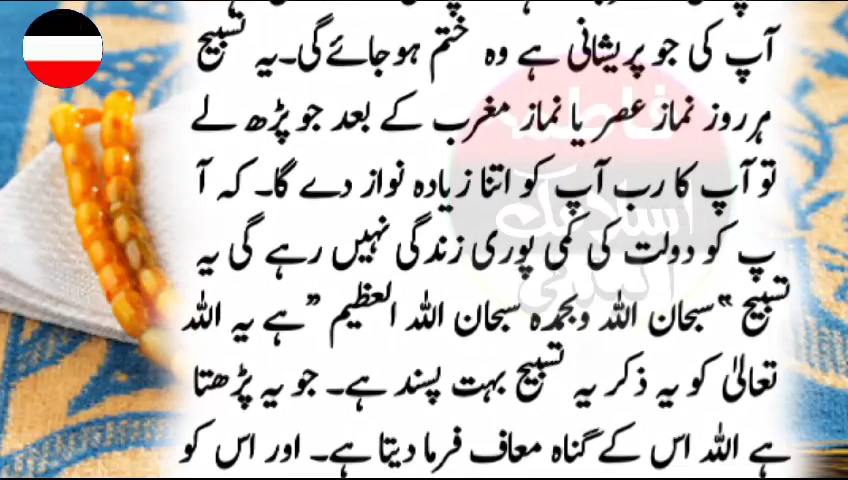 آپ کی جو پریشانی ہے وہ ختم ہو جائے گی۔ یہ تسبیح
ہر روز نماز عصر یا نماز مغرب کے بعد جو پڑھ لے
تو آپ کا رب آپ کو اتنا زیادہ نواز دے گا۔ کہ آ
پ کو دولت کی کمی پوری زندگی نہیں رہے گی یہ
تسبیح "سبحان اللہ وبحمدہ سبحان اللہ العظیم" ہے یہ اللہ
تعالیٰ کو یہ ذکر یہ تسبیح بہت پسند ہے۔ جو یہ پڑھتا
ہے اللہ اس کے گناہ معاف فرما دیتا ہے۔ اور اس کو
فاطمہ
اسلامک